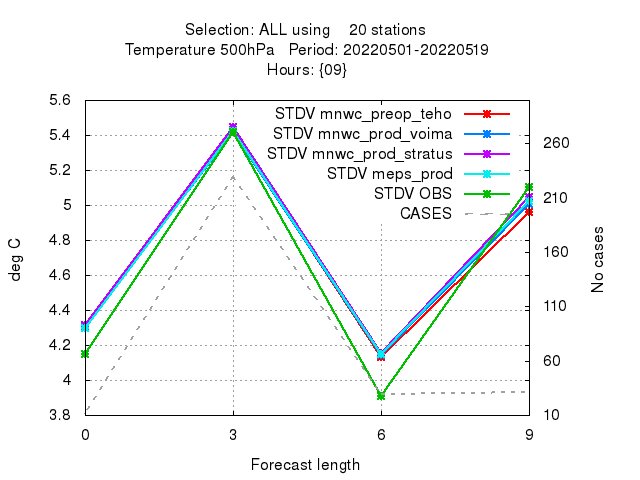 Selection: ALL using 20 stations
Temperature 500hPa Period: 20220501-20220519
Hours: {09}
STDV mnwc_preop_teho
STDV mnwc_prod_voima
STDV mnwc_prod_stratus
STDV meps_prod
STDV OBS
CASES
5.6
5.4
5.2
5
4.8
4.6
4.4
4.2
4
3.8
deg C
260
210
160
110
60
10
No cases
0 3 6 9
Forecast length